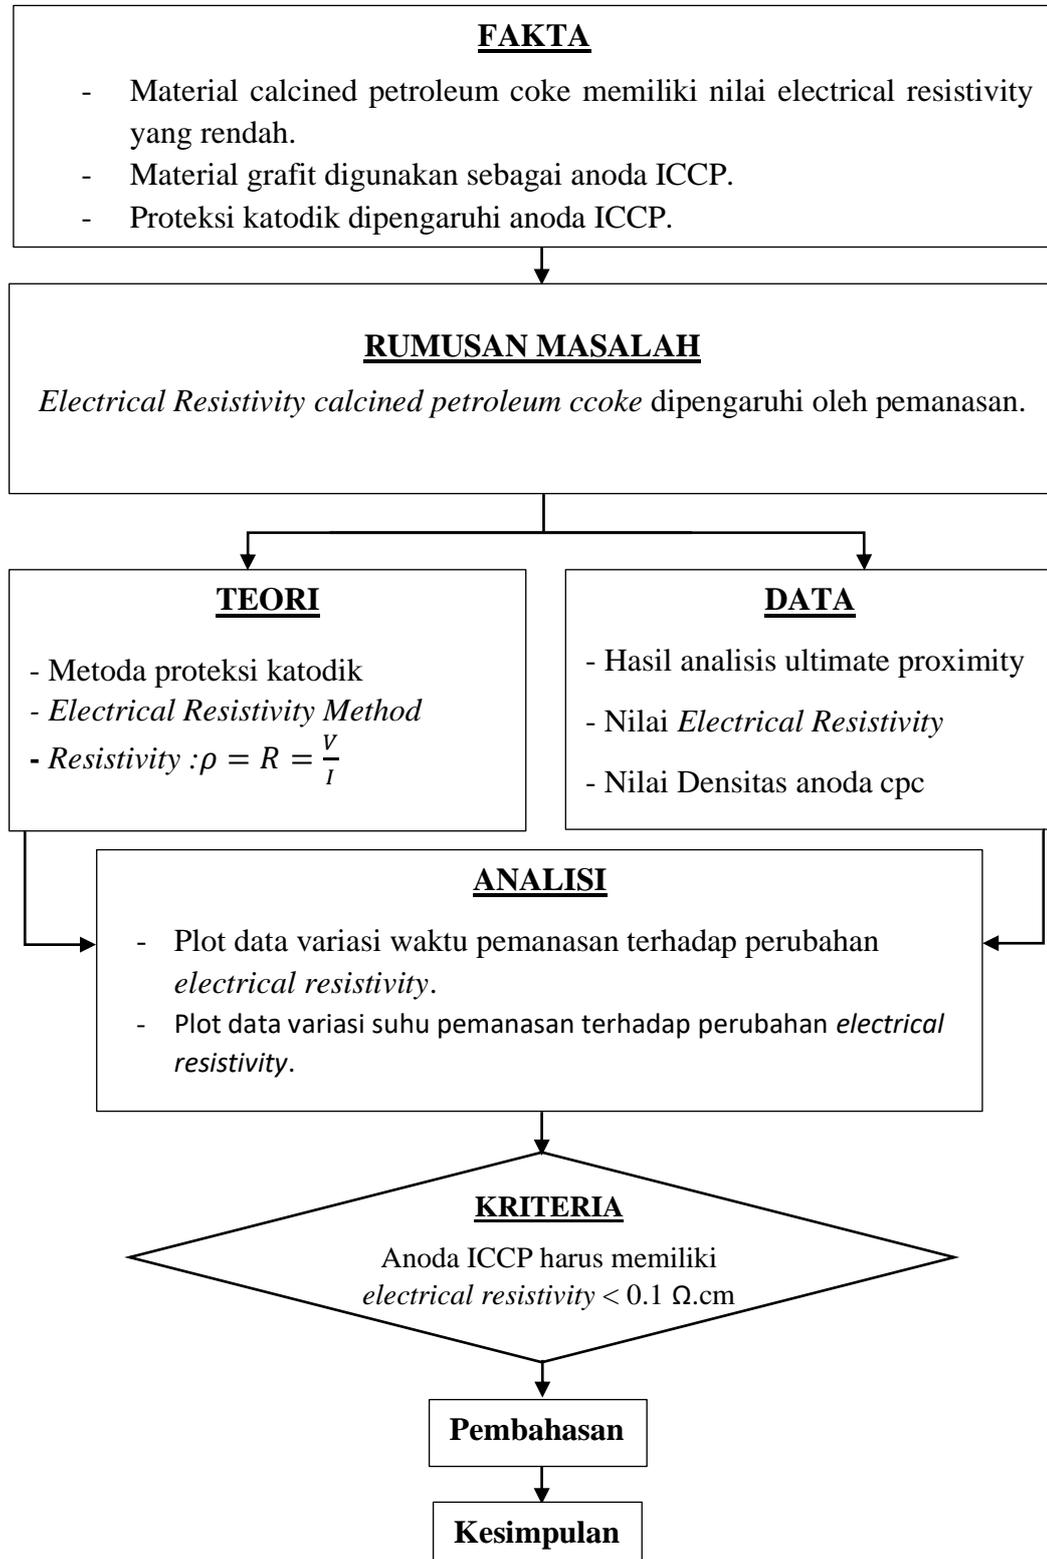 FAKTA
- Material calcined petroleum coke memiliki nilai electrical resistivity
yang rendah.
- Material grafit digunakan sebagai anoda ICCP.
- Proteksi katodik dipengaruhi anoda ICCP.
RUMUSAN MASALAH
Electrical Resistivity calcined petroleum ccoke dipengaruhi oleh pemanasan.
TEORI
- Metoda proteksi katodik
- Electrical Resistivity Method
- Resistivity :ρ = R = V/I
DATA
- Hasil analisis ultimate proximity
- Nilai Electrical Resistivity
- Nilai Densitas anoda cpc
ANALISI
- Plot data variasi waktu pemanasan terhadap perubahan
electrical resistivity.
- Plot data variasi suhu pemanasan terhadap perubahan electrical
resistivity.
KRITERIA
Anoda ICCP harus memiliki
electrical resistivity < 0.1 Ω.cm
Pembahasan
Kesimpulan